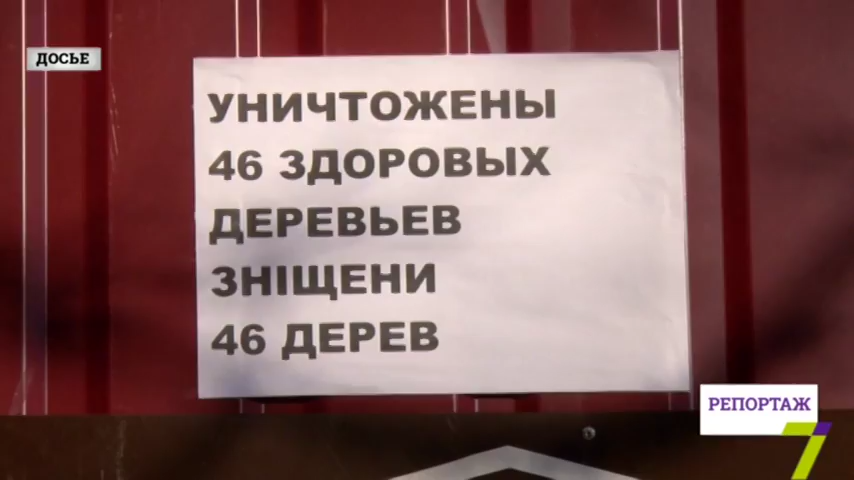 ДОСЬЕ
УНИЧТОЖЕНЫ
46 ЗДОРОВЫХ
ДЕРЕВЬЕВ
ЗНІЩЕНИ
46 ДЕРЕВ
РЕПОРТАЖ
7